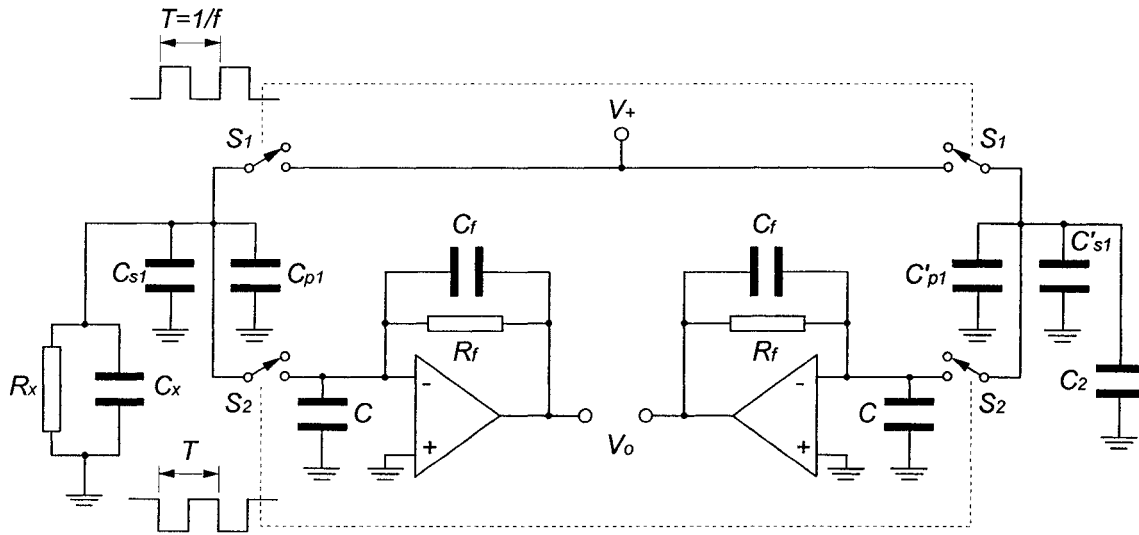 T=1/f
V+
S1
S1
Cf
Cf
Cs1
Cp1
C'p1
C's1
Rf
Rf
Rx
Cx
S2
C
-
+
Vo
-
+
C
S2
C2
T